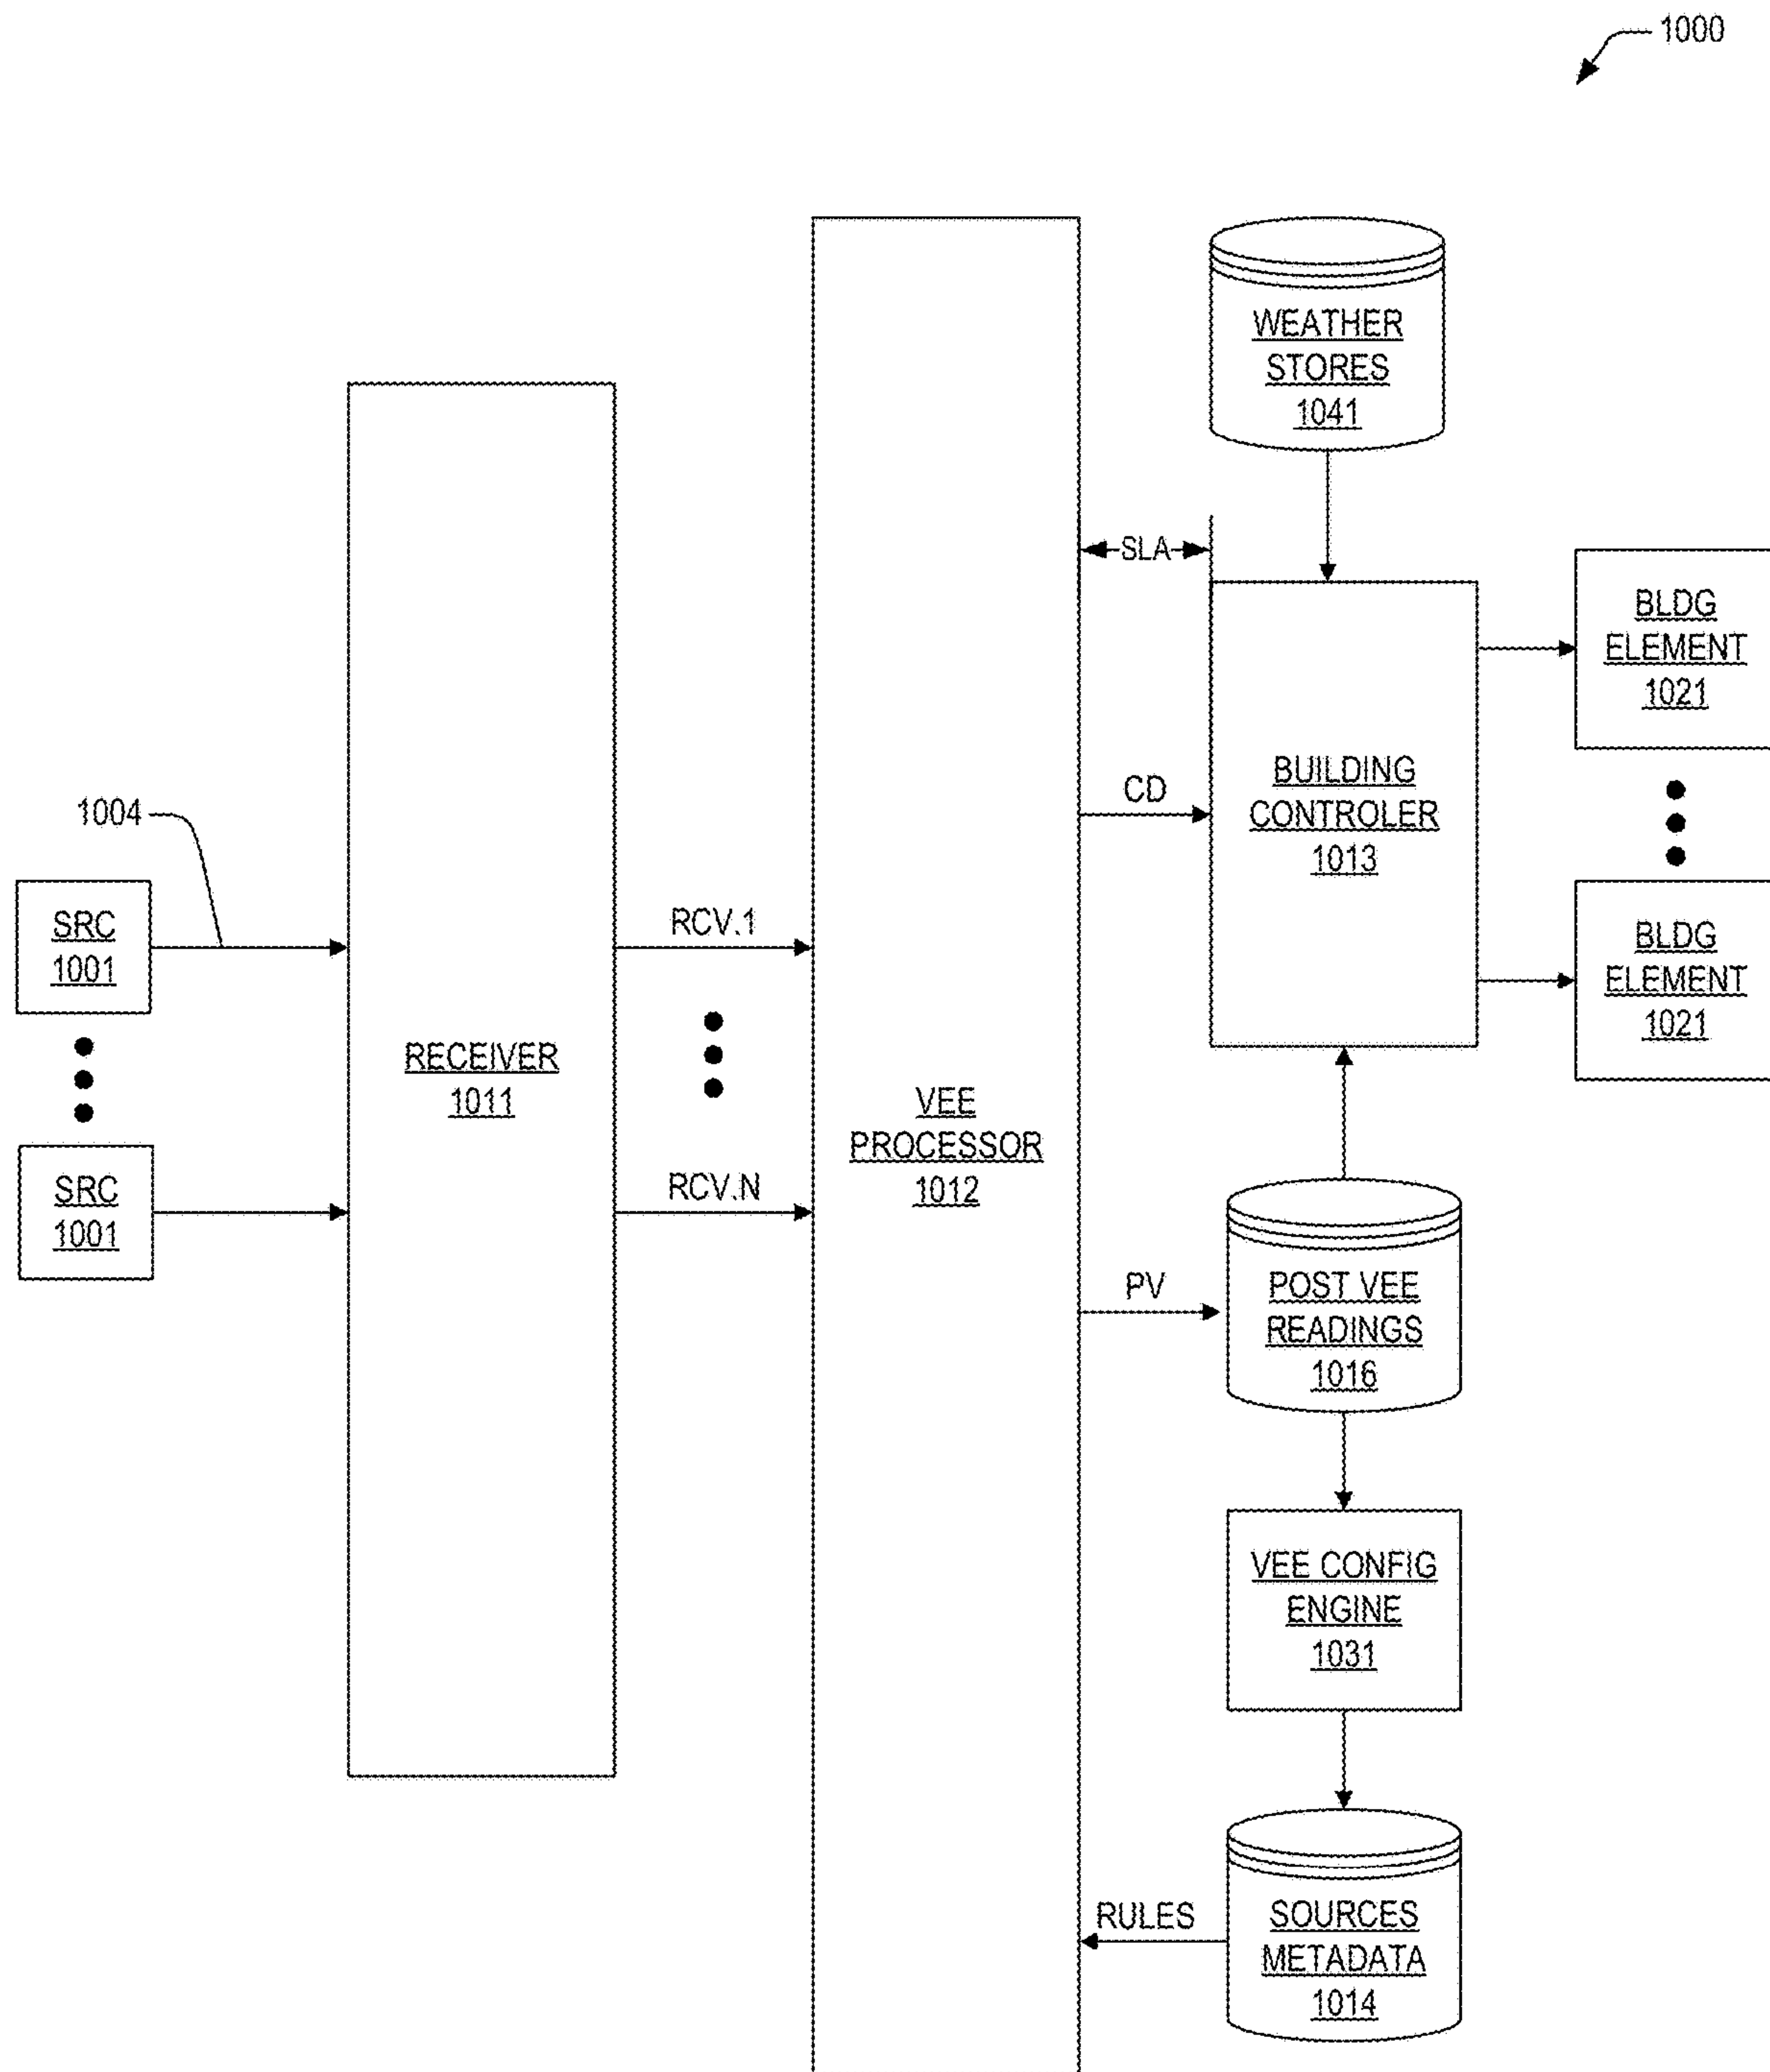 1000
WEATHER
STORES
1041
SLA
BLDG
ELEMENT
1021
BUILDING
CONTROLER
1013
CD
1004
SRC
1001
RCV.1
BLDG
ELEMENT
1021
RECEIVER
1011
VEE
PROCESSOR
1012
SRC
1001
RCV.N
PV
POST VEE
READINGS
1016
VEE CONFIG
ENGINE
1031
RULES
SOURCES
METADATA
1014